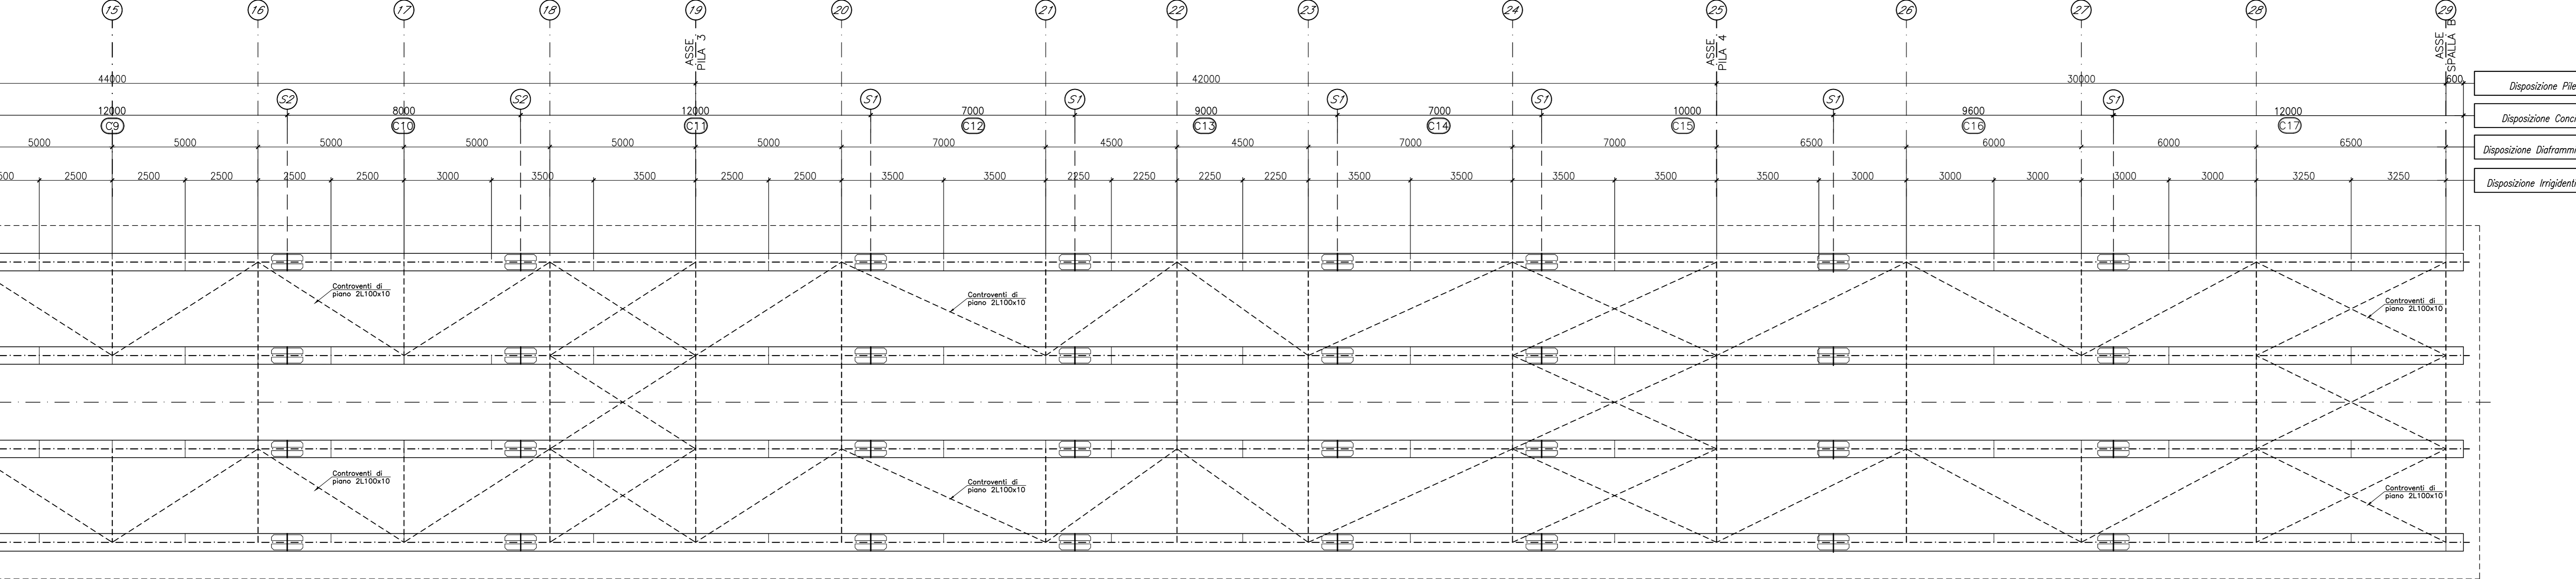 15 16 17 18 19 20 21 22 23 24 25 26 27 28 29
ASSE
PILA 3
ASSE
PILA 4
ASSE
SPALLA B
44000 42000 30000 600
Disposizione Pile
S2 S2 S1 S1 S1 S1 S1 S1
12000 8000 12000 7000 9000 7000 10000 9600 12000
Disposizione Conc
C9 C10 C11 C12 C13 C14 C15 C16 C17
5000 5000 5000 5000 5000 5000 7000 4500 4500 7000 7000 6500 6000 6000 6500
Disposizione Diaframm
500 2500 2500 2500 2500 2500 3000 3500 3500 2500 2500 3500 3500 2250 2250 2250 2250 3500 3500 3500 3500 3500 3000 3000 3000 3000 3000 3250 3250
Disposizione Irrigidenti
Controventi di
piano 2L100x10
Controventi di
piano 2L100x10
Controventi di
piano 2L100x10
Controventi di
piano 2L100x10
Controventi di
piano 2L100x10
Controventi di
piano 2L100x10